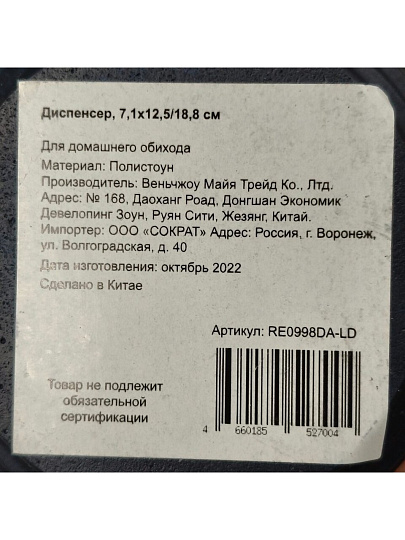 Диспенсер, 7,1х12,5/18,8 см
Для домашнего обихода
Материал: Полистоун
Производитель: Веньчжоу Майя Трейд Ко., Лтд.
Адрес: № 168, Даоханг Роад, Донгшан Экономик
Девелопинг Зоун, Руян Сити, Жезянг, Китай.
Импортер: ООО «СОКРАТ» Адрес: Россия, г. Воронеж,
ул. Волгоградская, д. 40
Дата изготовления: октябрь 2022
Сделано в Китае
Артикул: RE0998DA-LD
Товар не подлежит
обязательной
сертификации
4 660185 527004